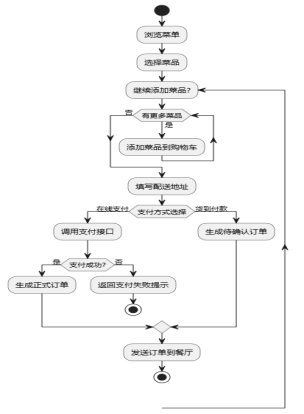 浏览菜单
选择菜品
继续添加菜品?
否
有更多菜品
是
添加菜品到购物车
填写配送地址
在线支付
支付方式选择
货到付款
调用支付接口
生成待确认订单
是
支付成功?
否
生成正式订单
返回支付失败提示
发送订单到餐厅